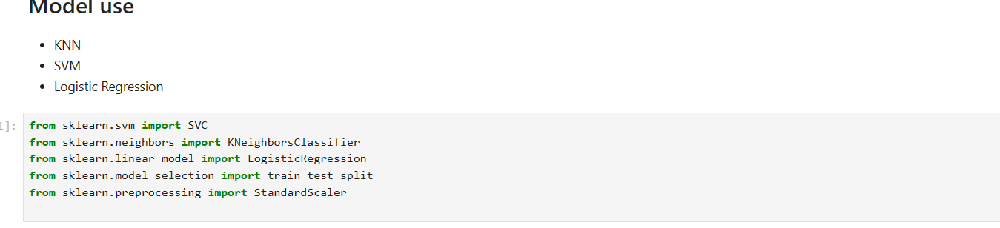 Model use
KNN
SVM
Logistic Regression
1]:
from sklearn.svm import SVC
from sklearn.neighbors import KNeighborsClassifier
from sklearn.linear_model import LogisticRegression
from sklearn.model_selection import train_test_split
from sklearn.preprocessing import StandardScaler